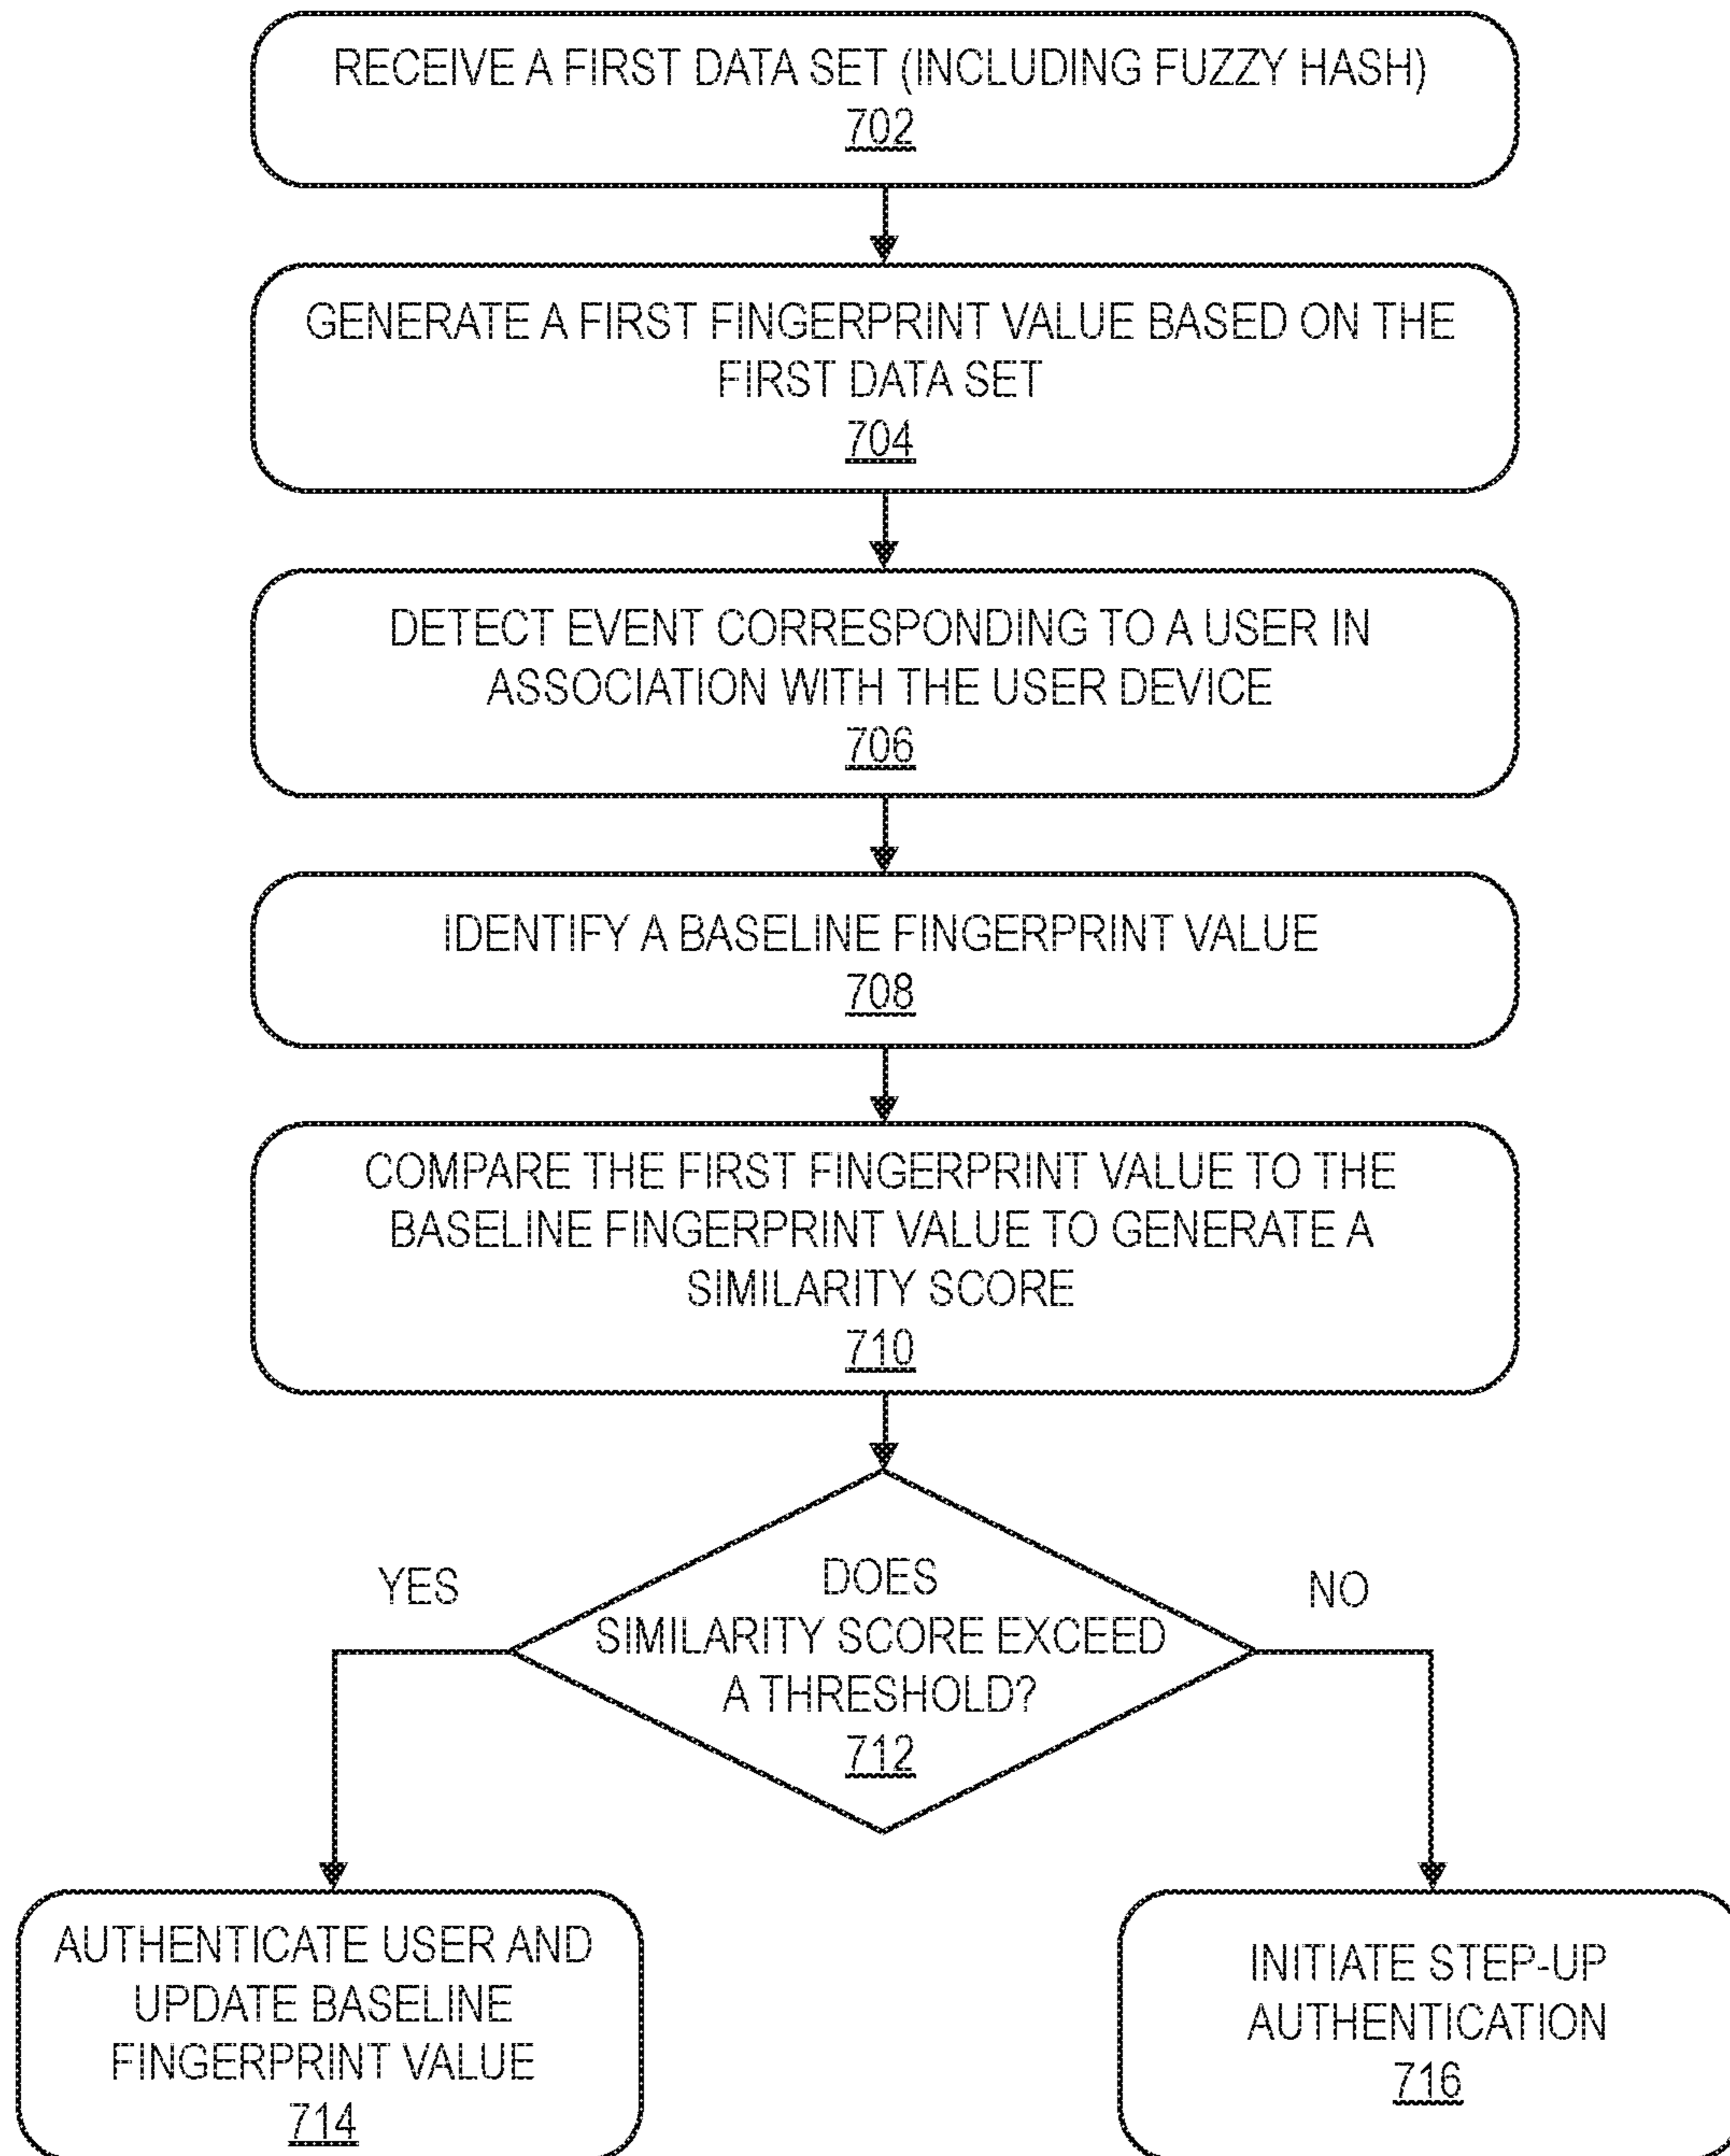 RECEIVE A FIRST DATA SET (INCLUDING FUZZY HASH)
702
GENERATE A FIRST FINGERPRINT VALUE BASED ON THE
FIRST DATA SET
704
DETECT EVENT CORRESPONDING TO A USER IN
ASSOCIATION WITH THE USER DEVICE
706
IDENTIFY A BASELINE FINGERPRINT VALUE
708
COMPARE THE FIRST FINGERPRINT VALUE TO THE
BASELINE FINGERPRINT VALUE TO GENERATE A
SIMILARITY SCORE
710
YES
DOES
SIMILARITY SCORE EXCEED
A THRESHOLD?
712
NO
AUTHENTICATE USER AND
UPDATE BASELINE
FINGERPRINT VALUE
714
INITIATE STEP-UP
AUTHENTICATION
716